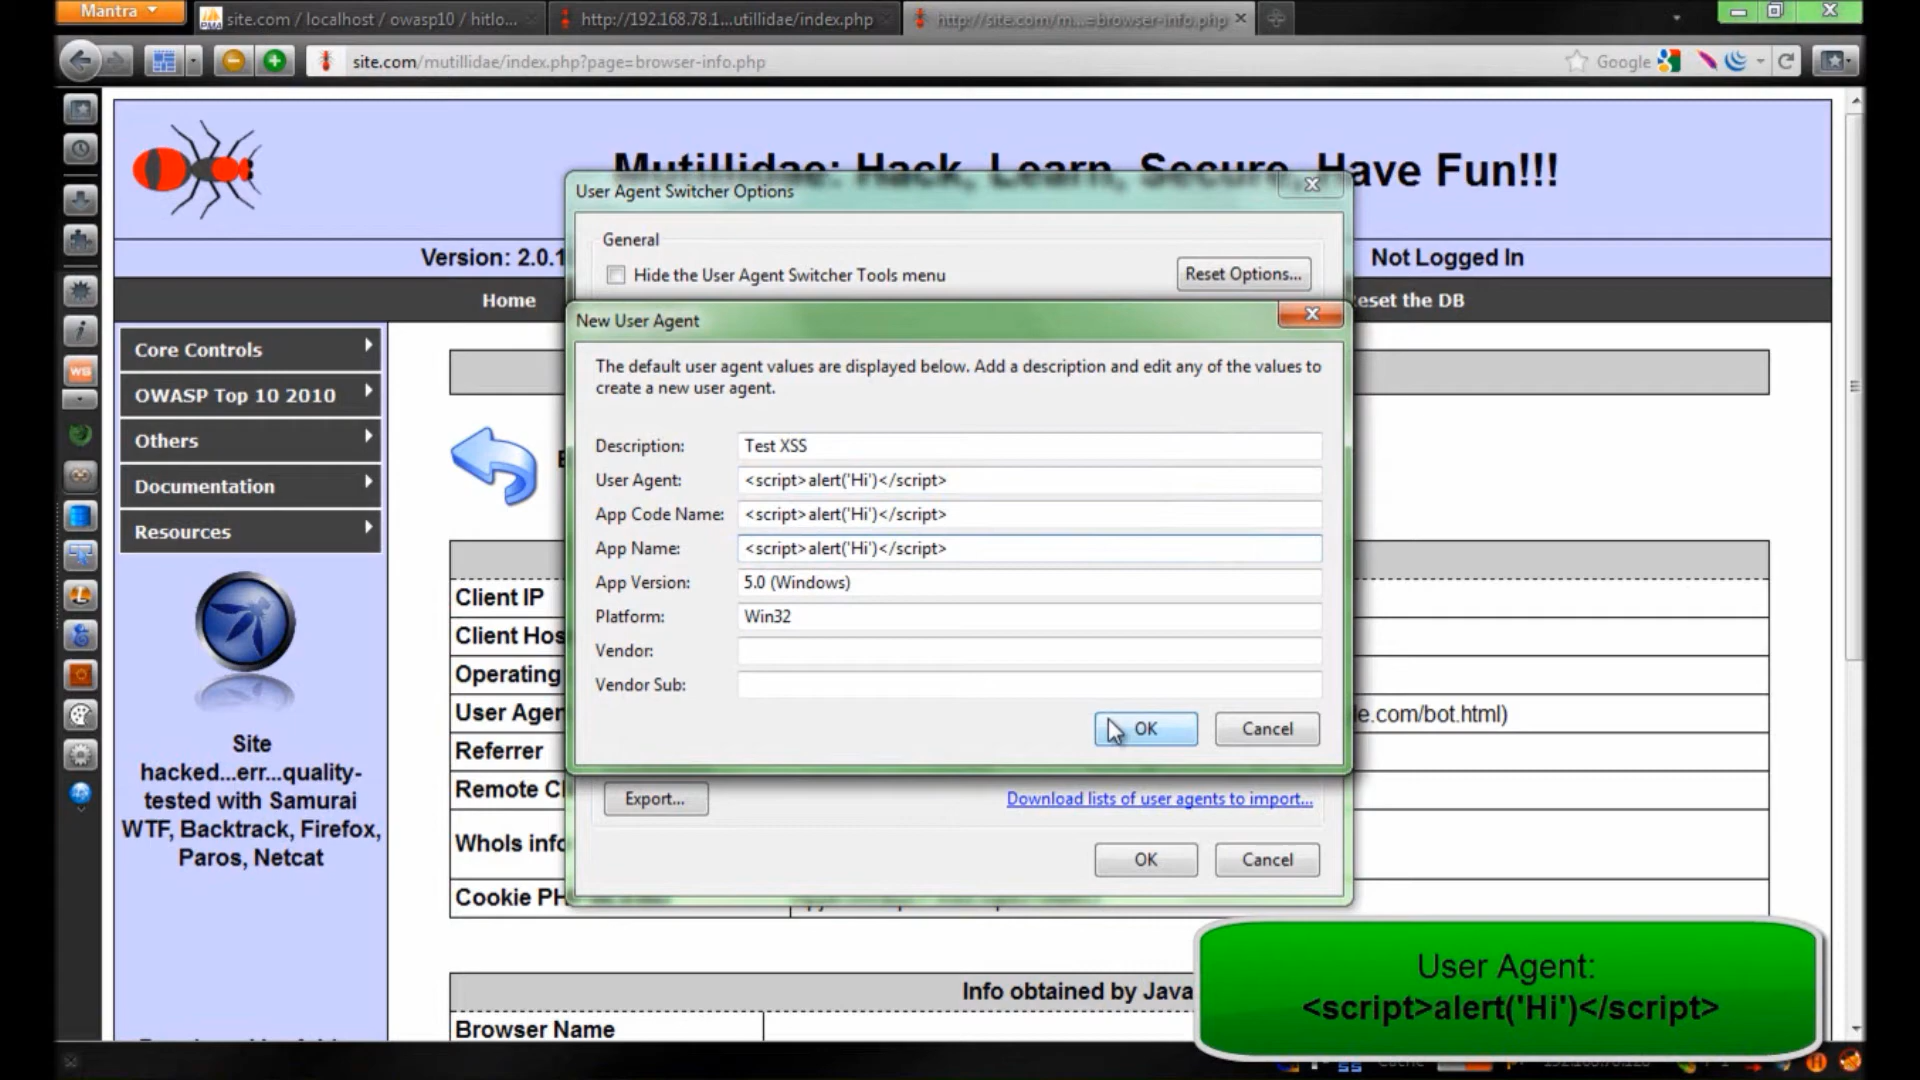 Mantra
site.com / localhost / owasp10 / hitlo...
http://192.168.78.1...utillidae/index.php
http://site.com/m...=browser-info.php
site.com/mutillidae/index.php?page=browser-info.php
Google
Mutillidae: Hack, Learn, Secure, Have Fun!!!
Version: 2.0.1
Not Logged In
Home
eset the DB
Core Controls
OWASP Top 10 2010
Others
Documentation
Resources
Site
hacked...err...quality-
tested with Samurai
WTF, Backtrack, Firefox,
Paros, Netcat
User Agent Switcher Options
General
Hide the User Agent Switcher Tools menu
Reset Options...
New User Agent
The default user agent values are displayed below. Add a description and edit any of the values to
create a new user agent.
Description: Test XSS
User Agent: <script>alert('Hi')</script>
App Code Name: <script>alert('Hi')</script>
App Name: <script>alert('Hi')</script>
App Version: 5.0 (Windows)
Platform: Win32
Vendor:
Vendor Sub:
OK
Cancel
Export...
Download lists of user agents to import...
OK
Cancel
Client IP
Client Hos
Operating
User Agen
le.com/bot.html)
Referrer
Remote Cl
WhoIs info
Cookie PH
Info obtained by Java
Browser Name
User Agent:
<script>alert('Hi')</script>